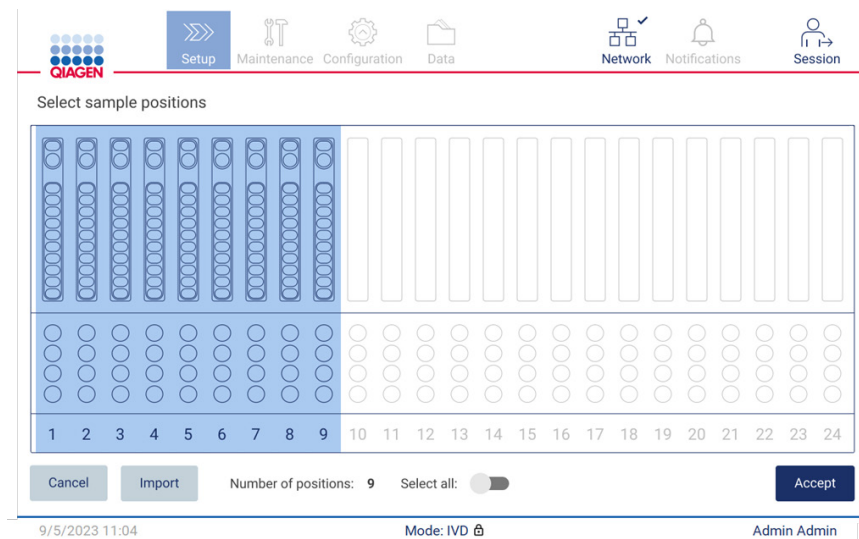 QIAGEN
Setup Maintenance Configuration Data Network Notifications Session
Select sample positions
1 2 3 4 5 6 7 8 9 10 11 12 13 14 15 16 17 18 19 20 21 22 23 24
Cancel Import Number of positions: 9 Select all: Accept
9/5/2023 11:04 Mode: IVD Admin Admin